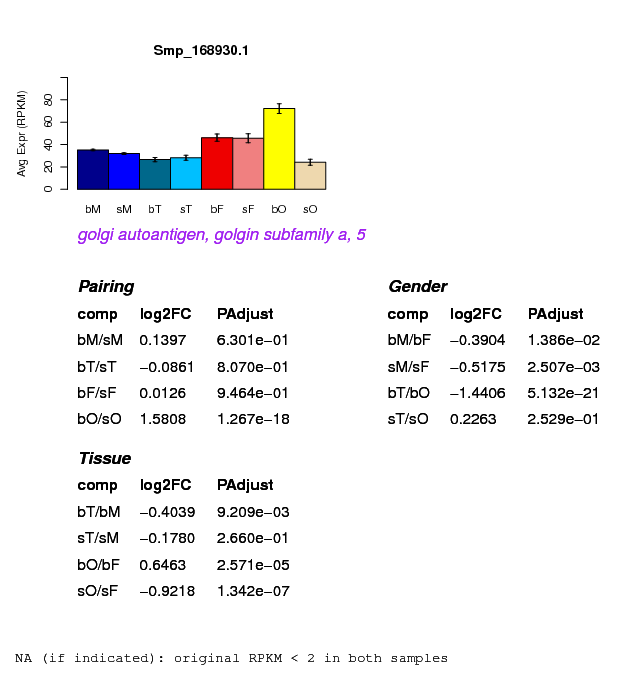 Smp_168930.1
Avg Expr (RPKM)
0 20 40 60 80
bM sM bT sT bF sF bO sO
golgi autoantigen, golgin subfamily a, 5
Pairing
comp log2FC PAdjust
bM/sM 0.1397 6.301e−01
bT/sT −0.0861 8.070e−01
bF/sF 0.0126 9.464e−01
bO/sO 1.5808 1.267e−18
Gender
comp log2FC PAdjust
bM/bF −0.3904 1.386e−02
sM/sF −0.5175 2.507e−03
bT/bO −1.4406 5.132e−21
sT/sO 0.2263 2.529e−01
Tissue
comp log2FC PAdjust
bT/bM −0.4039 9.209e−03
sT/sM −0.1780 2.660e−01
bO/bF 0.6463 2.571e−05
sO/sF −0.9218 1.342e−07
NA (if indicated): original RPKM < 2 in both samples